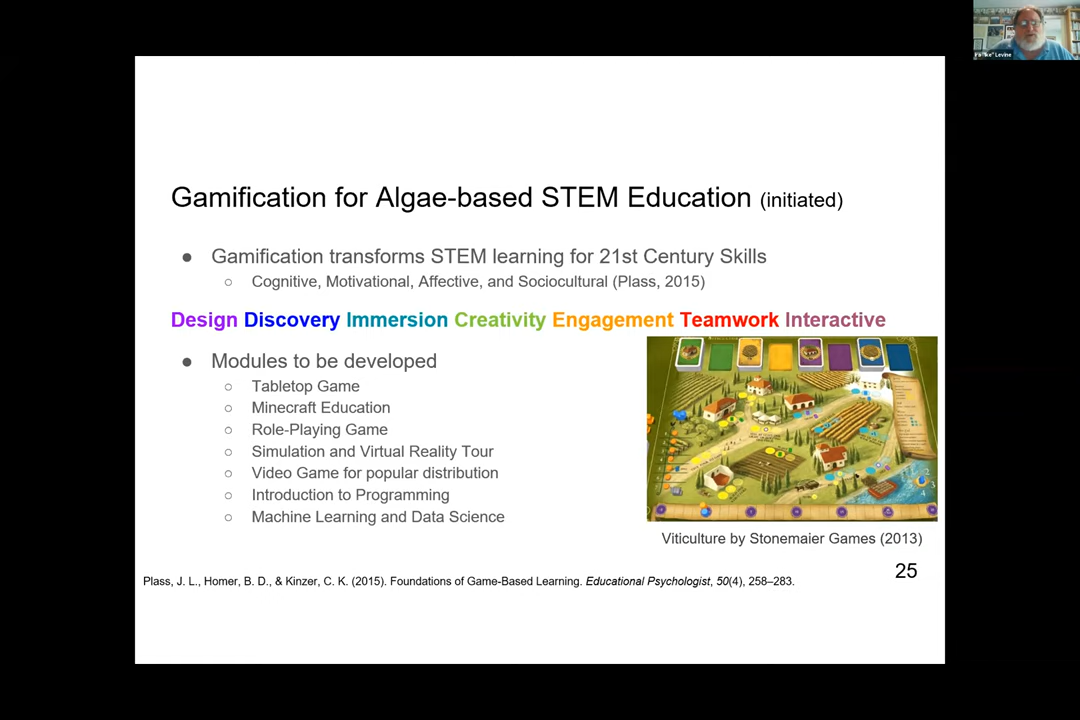 Ira "Ike" Levine
Gamification for Algae-based STEM Education (initiated)
● Gamification transforms STEM learning for 21st Century Skills
○ Cognitive, Motivational, Affective, and Sociocultural (Plass, 2015)
Design Discovery Immersion Creativity Engagement Teamwork Interactive
● Modules to be developed
○ Tabletop Game
○ Minecraft Education
○ Role-Playing Game
○ Simulation and Virtual Reality Tour
○ Video Game for popular distribution
○ Introduction to Programming
○ Machine Learning and Data Science
Viticulture by Stonemaier Games (2013)
25
Plass, J. L., Homer, B. D., & Kinzer, C. K. (2015). Foundations of Game-Based Learning. Educational Psychologist, 50(4), 258–283.